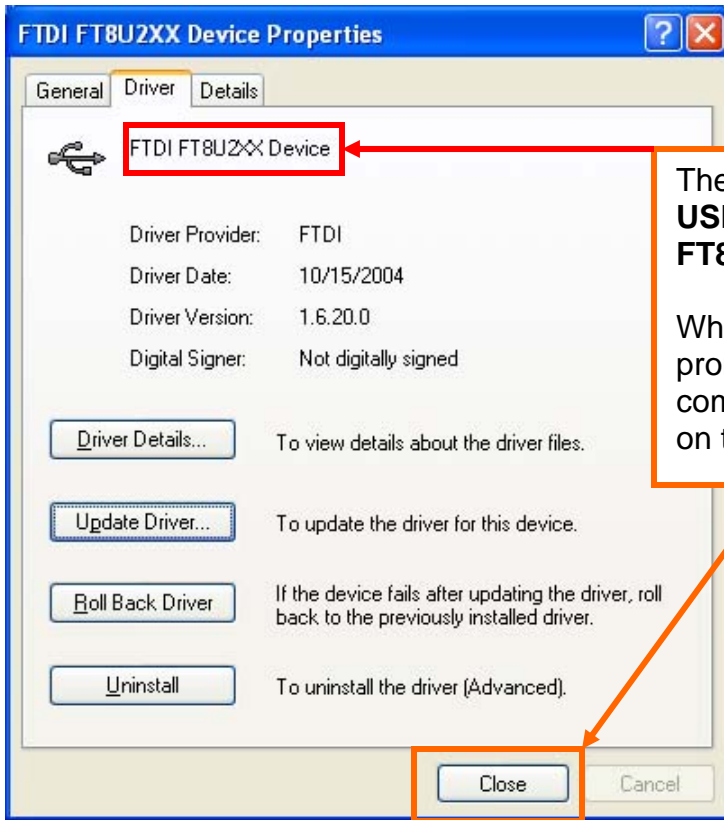 FTDI FT8U2XX Device Properties
General Driver Details
FTDI FT8U2XX Device
Driver Provider: FTDI
Driver Date: 10/15/2004
Driver Version: 1.6.20.0
Digital Signer: Not digitally signed
Driver Details... To view details about the driver files.
Update Driver... To update the driver for this device.
Roll Back Driver If the device fails after updating the driver, roll
back to the previously installed driver.
Uninstall To uninstall the driver (Advanced).
Close Cancel
The
on